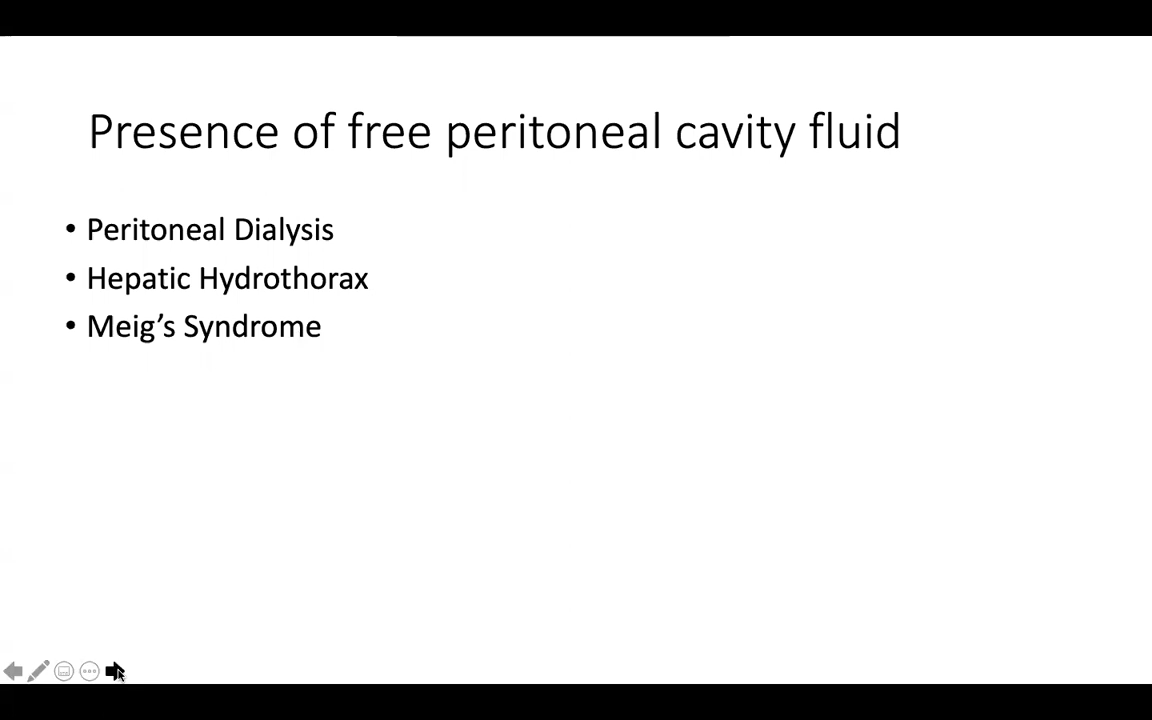 Presence of free peritoneal cavity fluid
• Peritoneal Dialysis
• Hepatic Hydrothorax
• Meig’s Syndrome